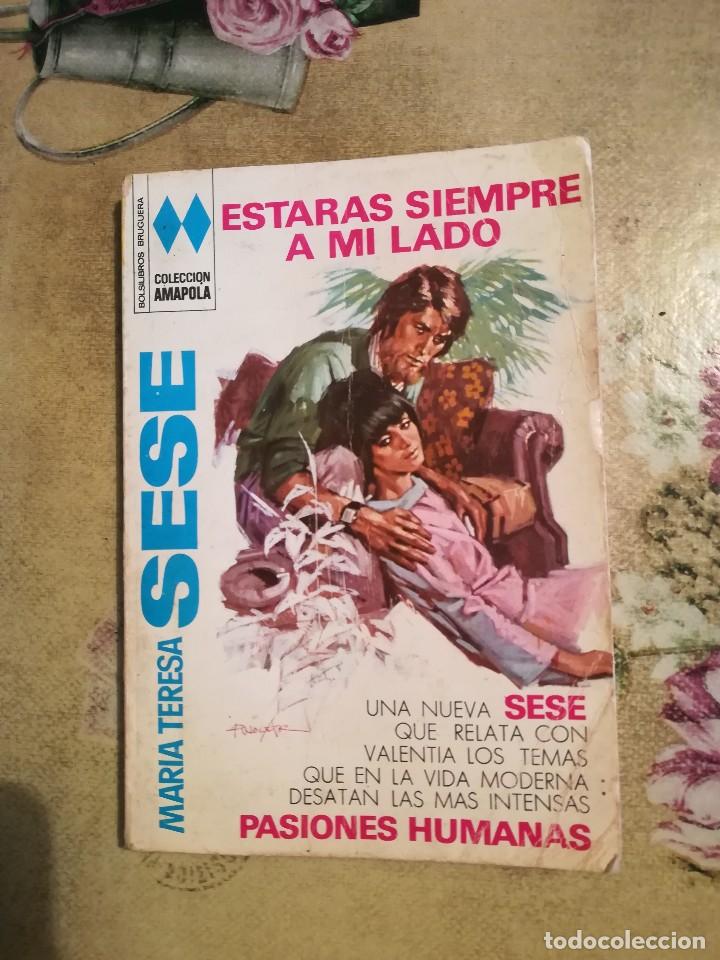 BOLSILIBROS BRUGUERA
COLECCION
AMAPOLA
ESTARAS SIEMPRE
A MI LADO
MARIA TERESA SESE
UNA NUEVA SESE
QUE RELATA CON
VALENTIA LOS TEMAS
QUE EN LA VIDA MODERNA
DESATAN LAS MAS INTENSAS
PASIONES HUMANAS
todocoleccion